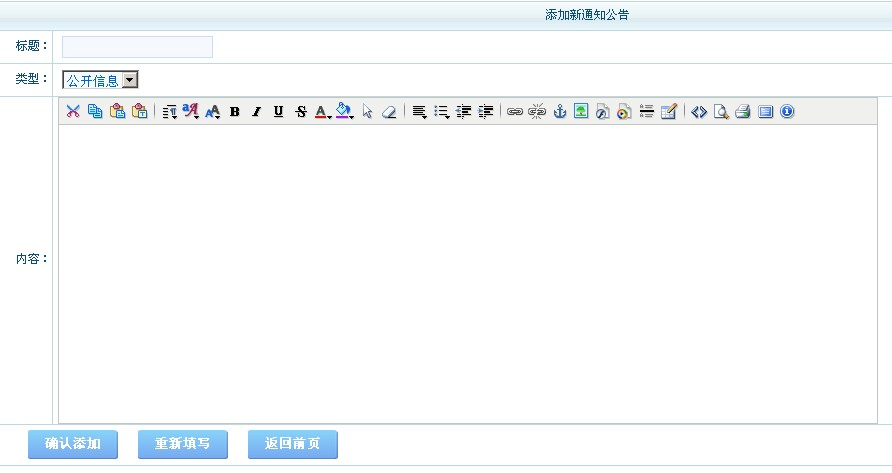 添加新通知公告
标题：
类型：
公开信息
B I U S A
内容：
确认添加 重新填写 返回前页